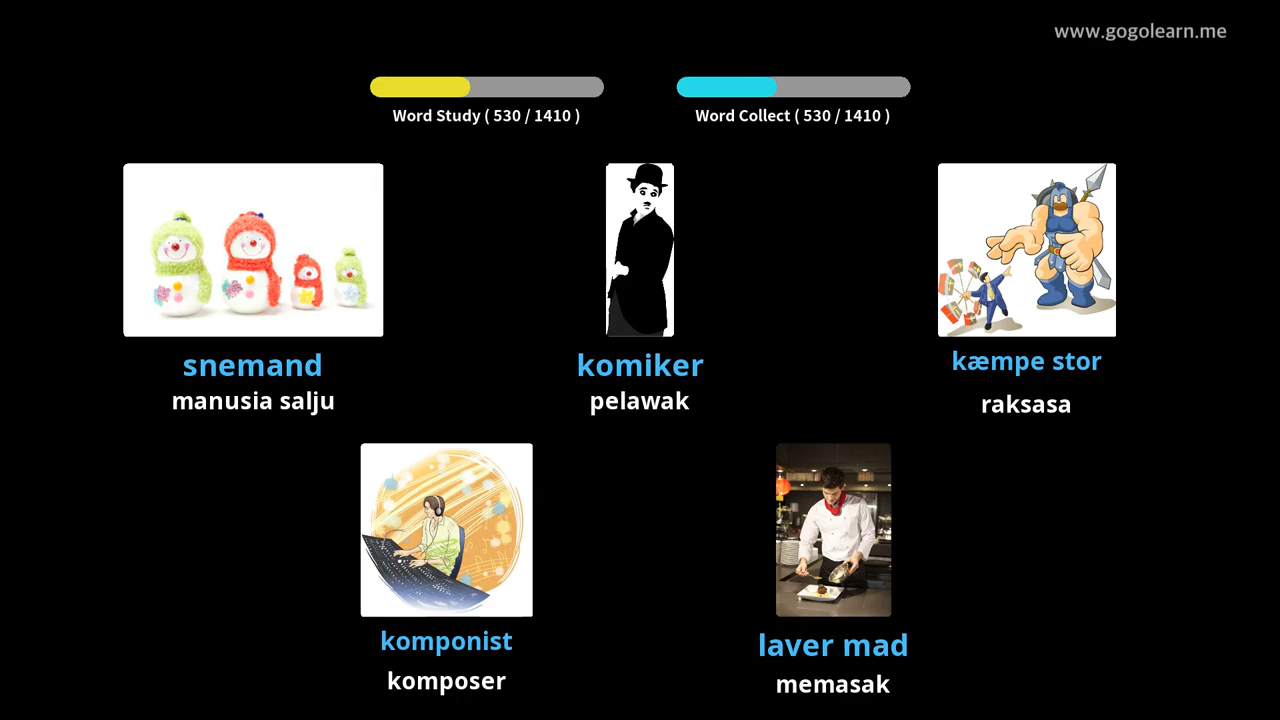 www.gogolearn.me
Word Study ( 530 / 1410 )
Word Collect ( 530 / 1410 )
snemand
manusia salju
komiker
pelawak
kæmpe stor
raksasa
komponist
komposer
laver mad
memasak